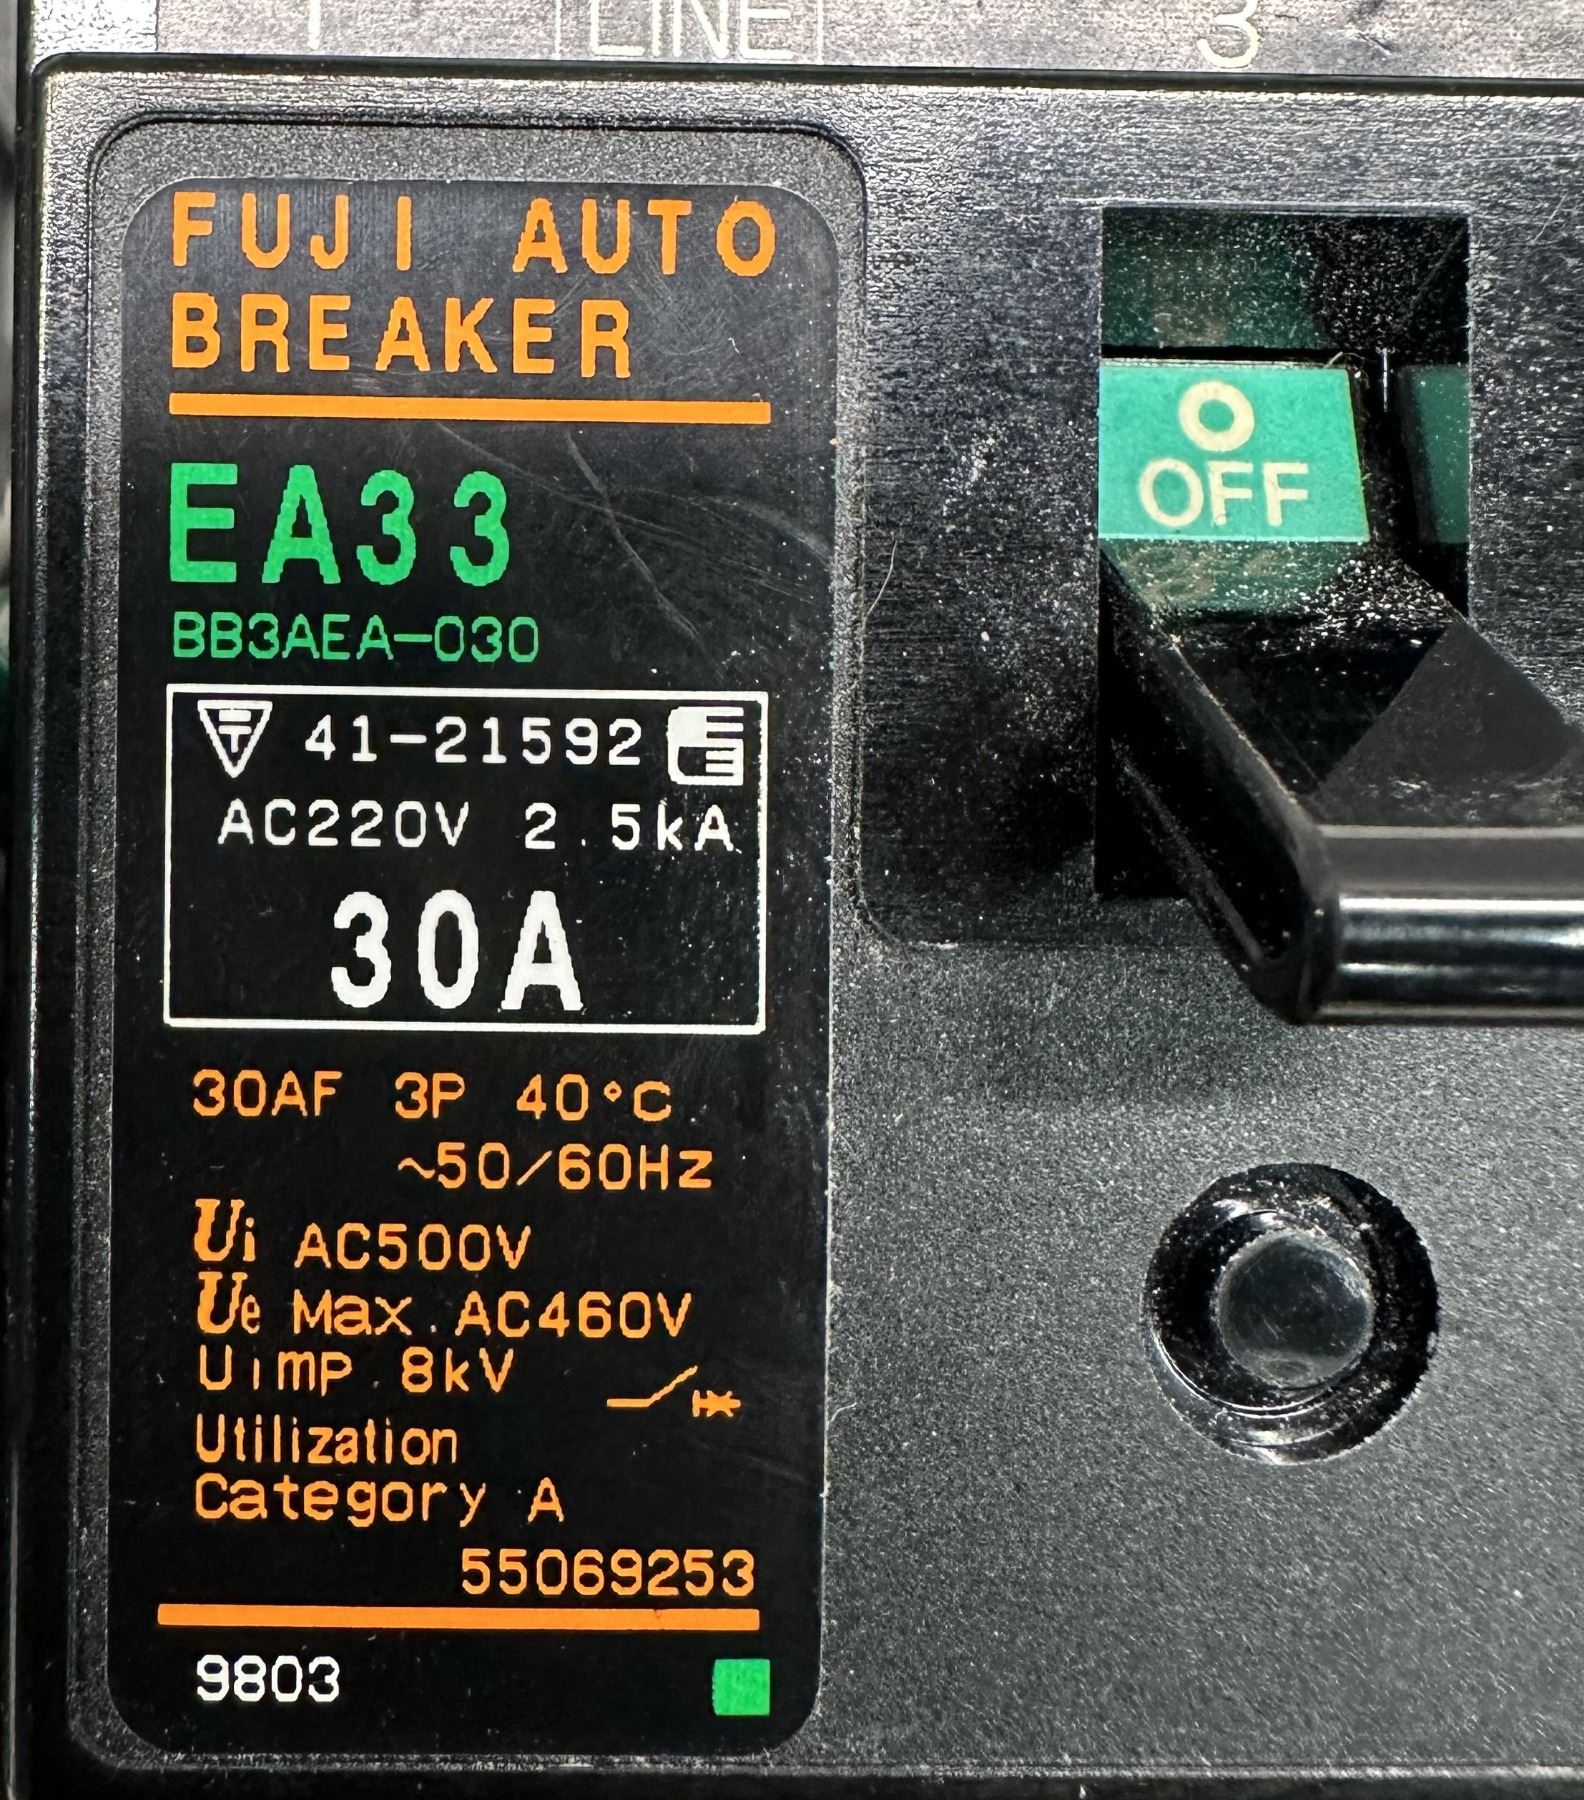 1 LINE 3
FUJI AUTO
BREAKER
EA33
BB3AEA-030
T 41-21592
AC220V 2.5kA
30A
30AF 3P 40°C
~50/60Hz
Ui AC500V
Ue Max. AC460V
Uimp. 8kV
Utilization
Category A
55069253
9803
O
OFF